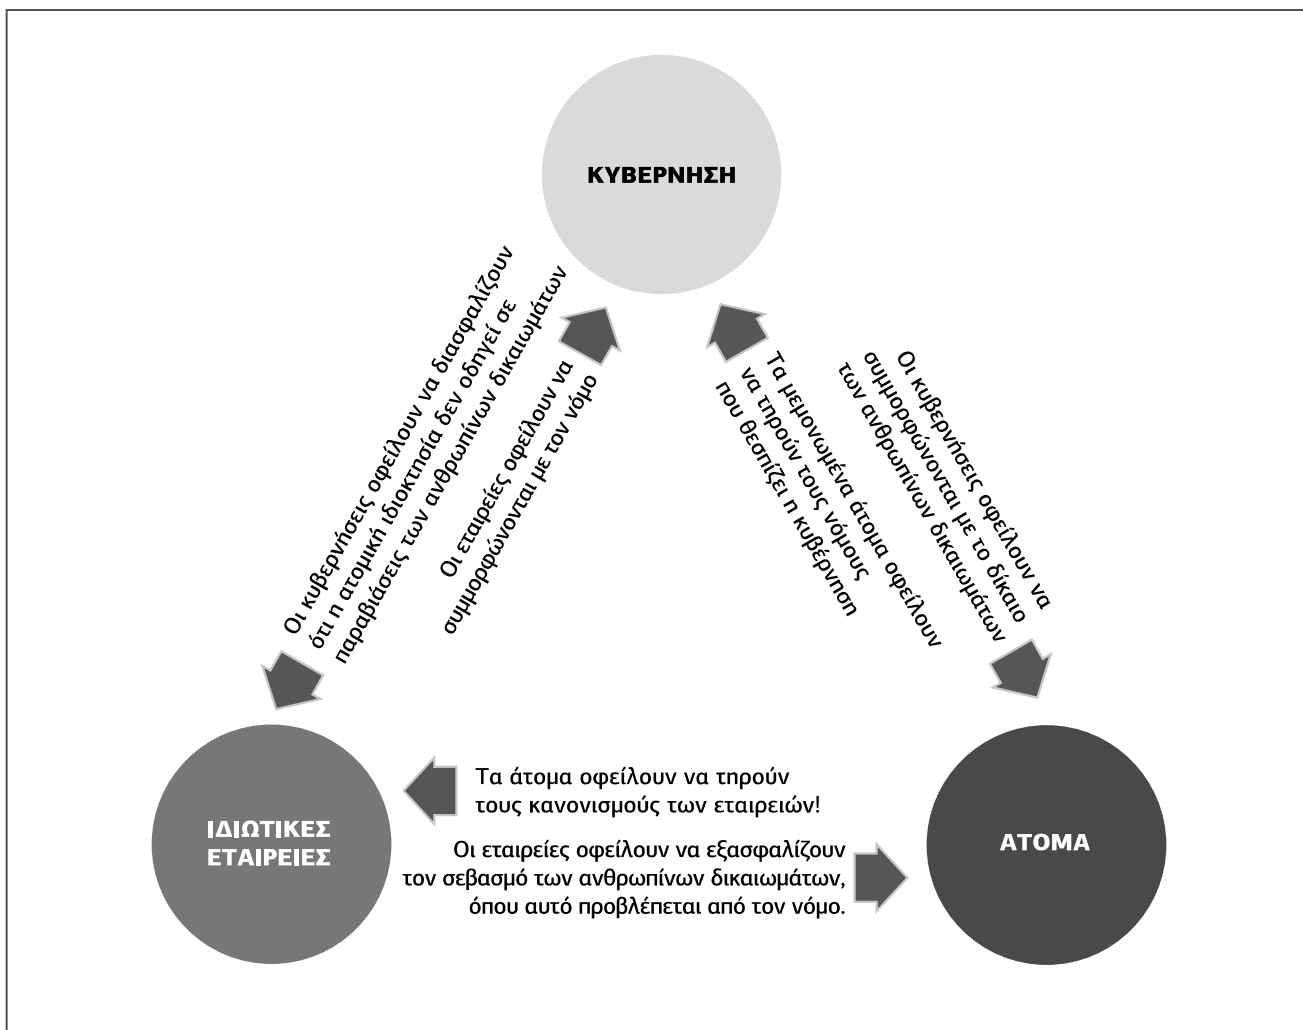 ΚΥΒΕΡΝΗΣΗ
Οι κυβερνήσεις οφείλουν να διασφαλίζουν
ότι η ατομική ιδιοκτησία δεν οδηγεί σε
παραβιάσεις των ανθρωπίνων δικαιωμάτων
Οι εταιρείες οφείλουν να
συμμορφώνονται με τον νόμο
Τα μεμονωμένα άτομα οφείλουν
να τηρούν τους νόμους
που θεσπίζει η κυβέρνηση
Οι κυβερνήσεις οφείλουν να
συμμορφώνονται με το δίκαιο
των ανθρωπίνων δικαιωμάτων
ΙΔΙΩΤΙΚΕΣ
ΕΤΑΙΡΕΙΕΣ
Τα άτομα οφείλουν να τηρούν
τους κανονισμούς των εταιρειών!
Οι εταιρείες οφείλουν να εξασφαλίζουν
τον σεβασμό των ανθρωπίνων δικαιωμάτων,
όπου αυτό προβλέπεται από τον νόμο.
ΑΤΟΜΑ